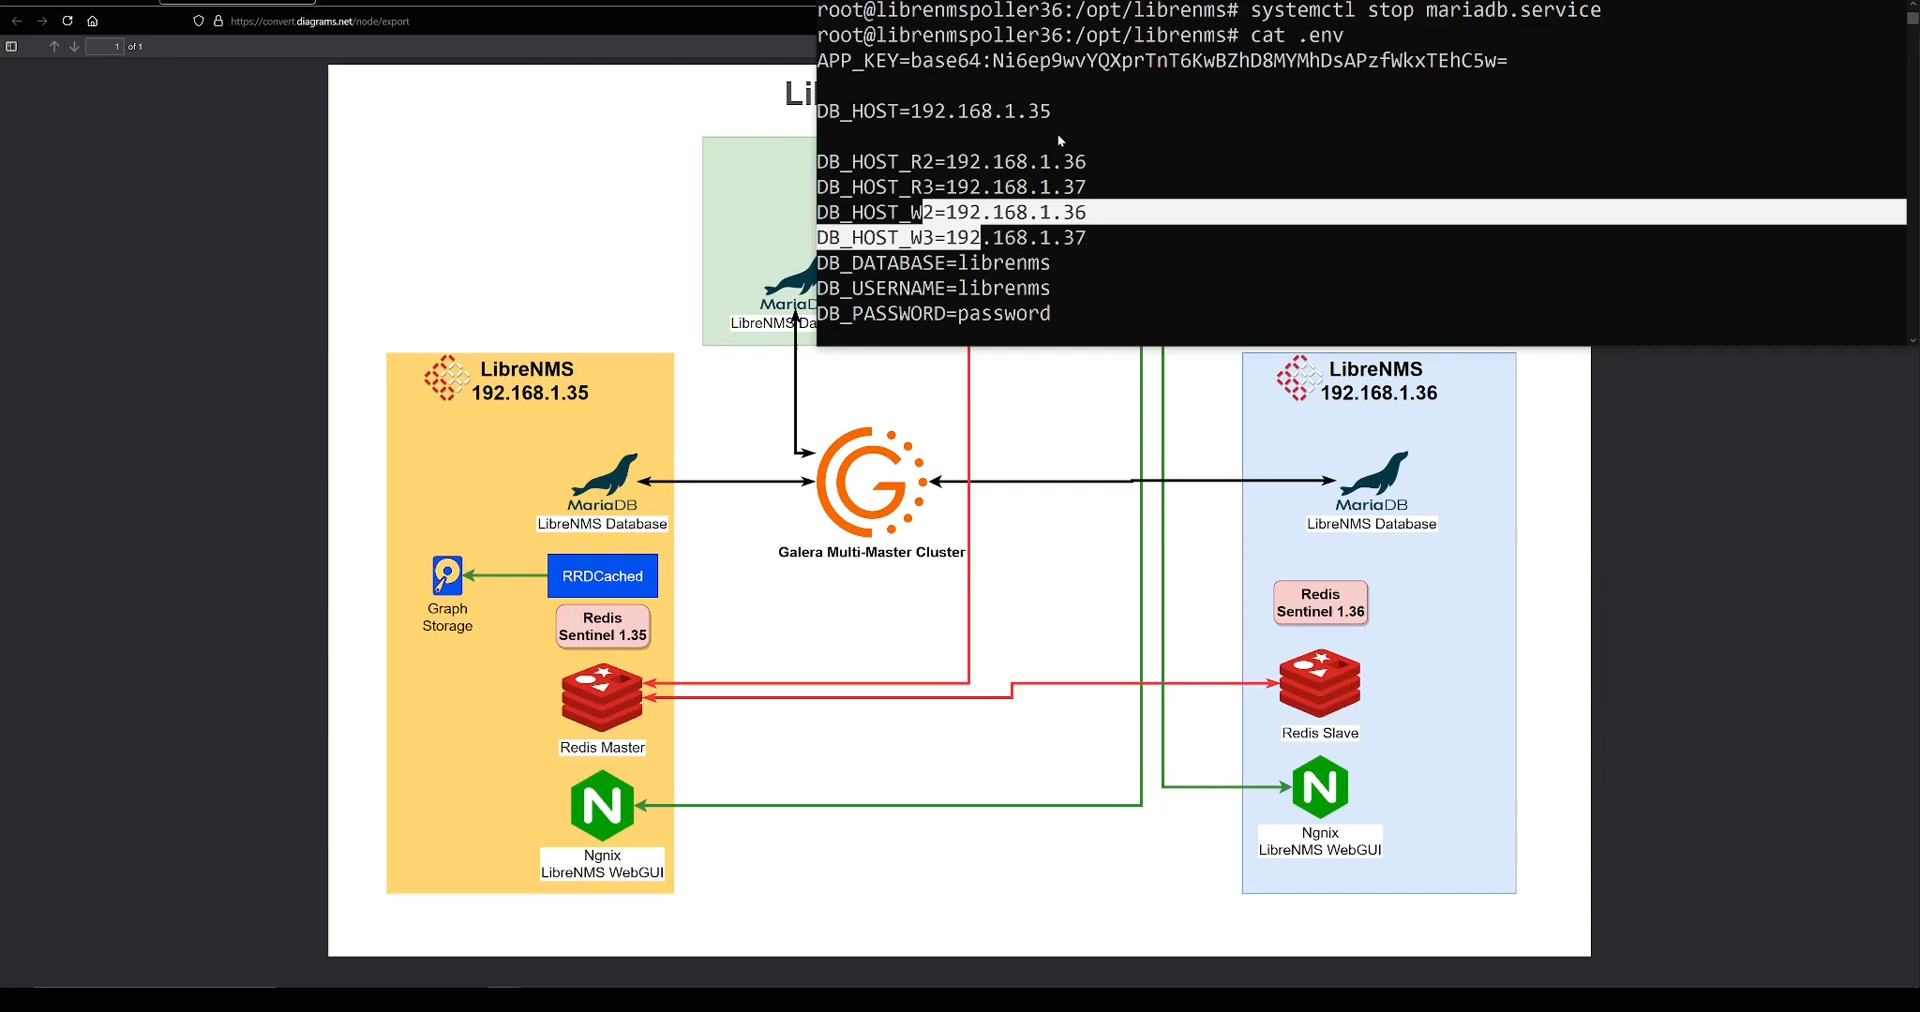 https://convert.diagrams.net/node/export
1 of 1
root@librenmspoller36:/opt/librenms# systemctl stop mariadb.service
root@librenmspoller36:/opt/librenms# cat .env
APP_KEY=base64:Ni6ep9wvYQXprTnT6KwBZhD8MYMhDsAPzfWkxTEhC5w=
DB_HOST=192.168.1.35
DB_HOST_R2=192.168.1.36
DB_HOST_R3=192.168.1.37
DB_HOST_W2=192.168.1.36
DB_HOST_W3=192.168.1.37
DB_DATABASE=librenms
DB_USERNAME=librenms
DB_PASSWORD=password
Li
MariaD
LibreNMS Da
LibreNMS
192.168.1.35
MariaDB
LibreNMS Database
RRDCached
Graph
Storage
Redis
Sentinel 1.35
Redis Master
Ngnix
LibreNMS WebGUI
G
Galera Multi-Master Cluster
LibreNMS
192.168.1.36
MariaDB
LibreNMS Database
Redis
Sentinel 1.36
Redis Slave
Ngnix
LibreNMS WebGUI